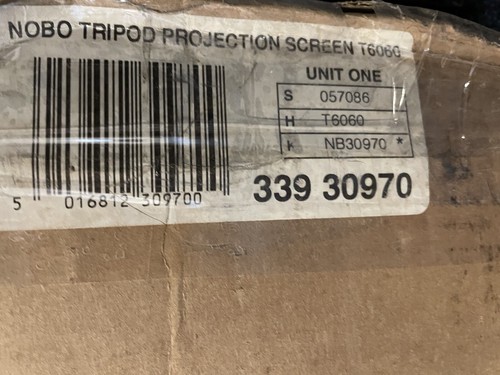 NOBO TRIPOD PROJECTION SCREEN T6060
UNIT ONE
S 057086
H T6060
K NB30970 *
5 016812 309700
339 30970